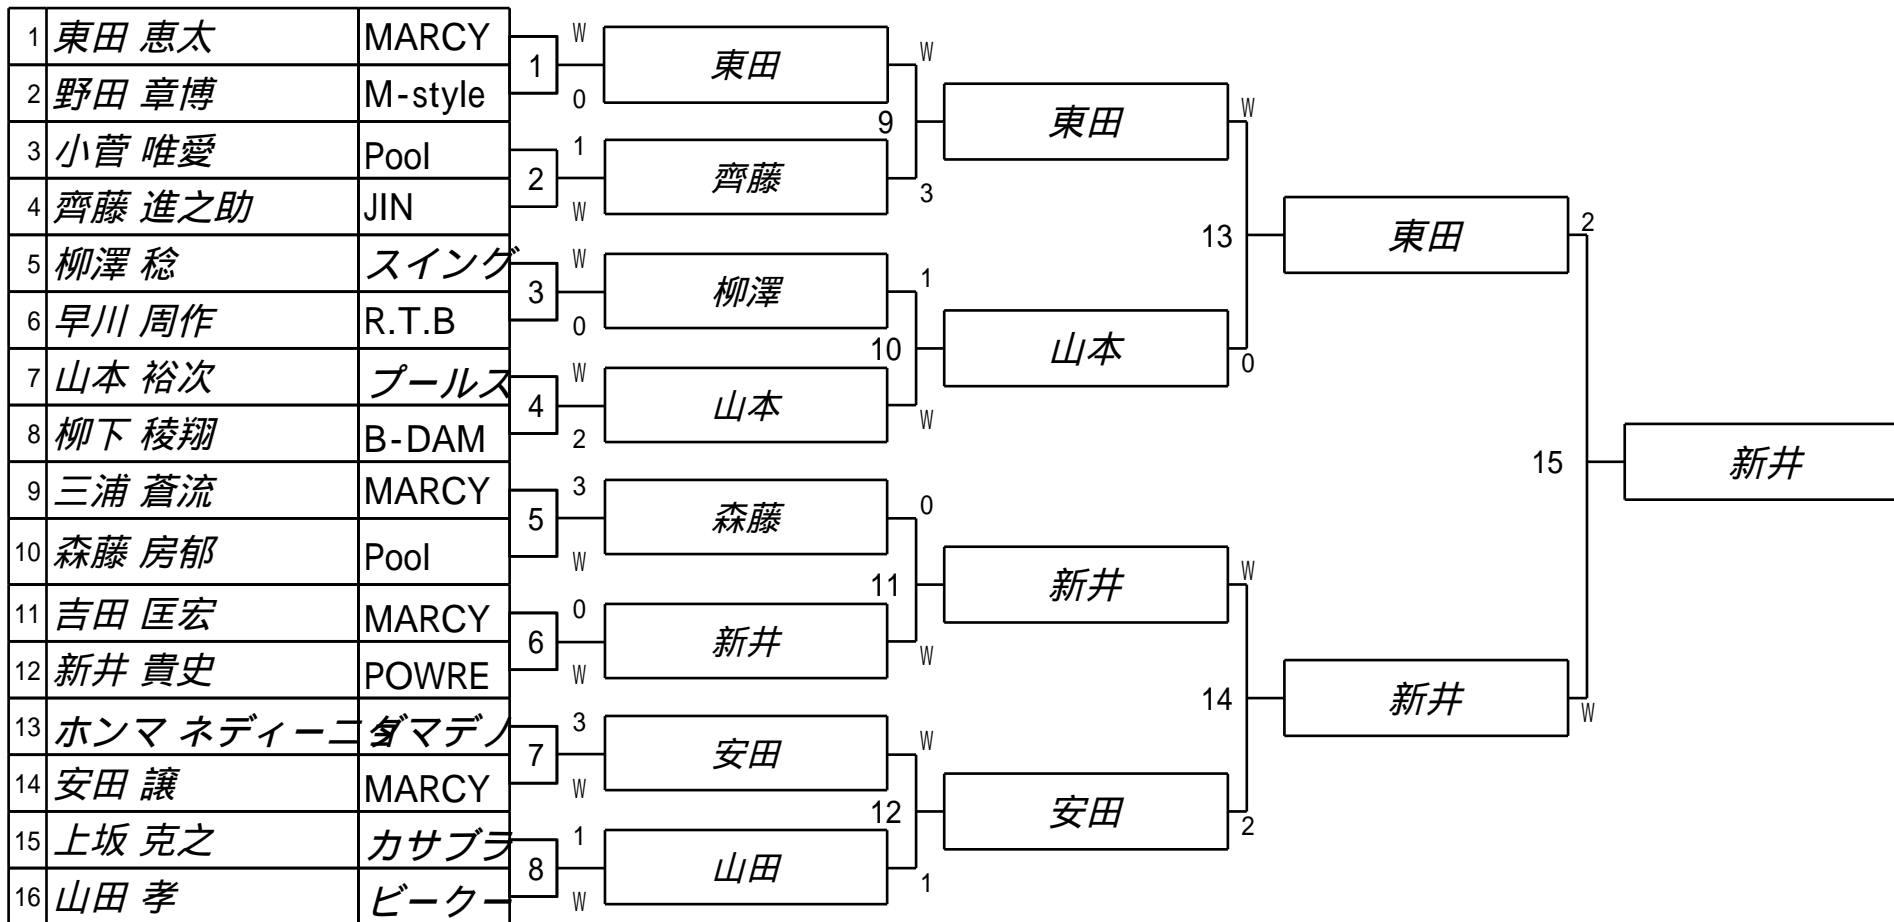 1 東田 恵太 MARCY
2 野田 章博 M-style
3 小菅 唯愛 Pool
4 齊藤 進之助 JIN
5 柳澤 稔 スイング
6 早川 周作 R.T.B
7 山本 裕次 プールス
8 柳下 稜翔 B-DAM
9 三浦 蒼流 MARCY
10 森藤 房郁 Pool
11 吉田 匡宏 MARCY
12 新井 貴史 POWRE
13 ホンマ ネディーニ マデノ
14 安田 譲 MARCY
15 上坂 克之 カサブラ
16 山田 孝 ビークー
1 W 0
2 1 W
3 W 0
4 W 2
5 3 W
6 0 W
7 3 W
8 1 W
東田 W
9
齊藤 3
柳澤 1
10
山本 W
森藤 0
11
新井 W
安田 W
12
山田 1
東田 W
13
山本 0
新井 W
14
安田 2
東田 2
15
新井 W
新井